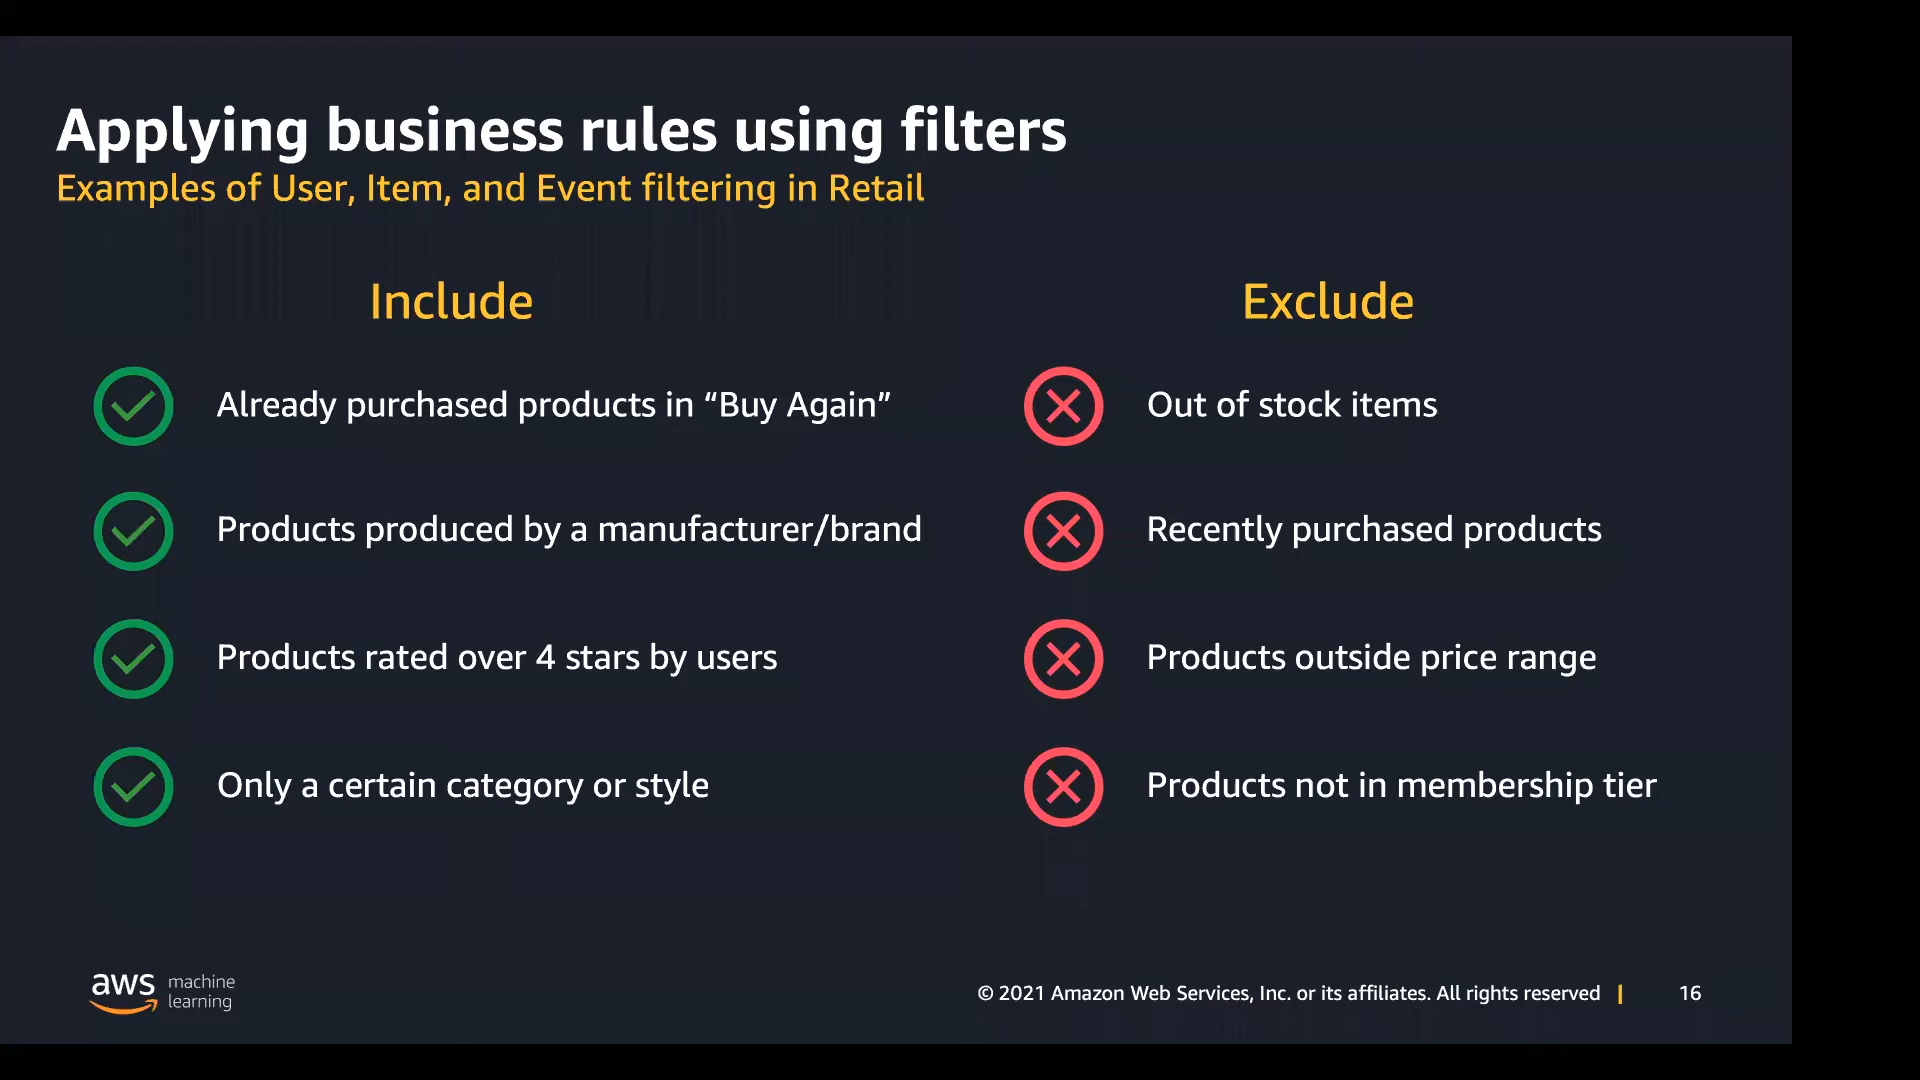 Applying business rules using filters
Examples of User, Item, and Event filtering in Retail
Include
Already purchased products in “Buy Again”
Products produced by a manufacturer/brand
Products rated over 4 stars by users
Only a certain category or style
Exclude
Out of stock items
Recently purchased products
Products outside price range
Products not in membership tier
aws machine
learning
© 2021 Amazon Web Services, Inc. or its affiliates. All rights reserved | 16